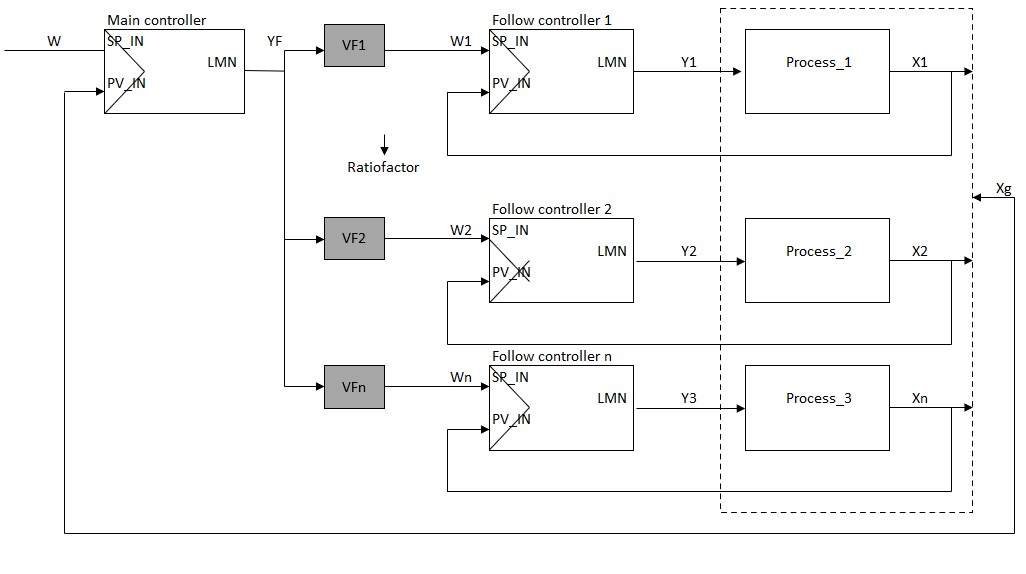 Main controller
Follow controller 1
W
SP_IN
YF
VF1
W1
SP_IN
LMN
LMN
Y1
Process_1
X1
PV_IN
PV_IN
Ratiofactor
Xg
Follow controller 2
VF2
W2
SP_IN
LMN
Y2
Process_2
X2
PV_IN
Follow controller n
VFn
Wn
SP_IN
LMN
Y3
Process_3
Xn
PV_IN